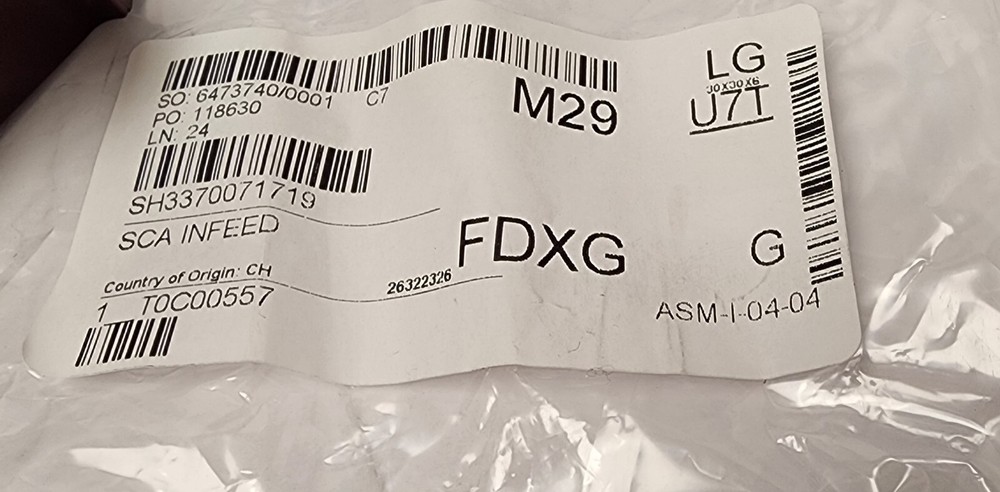 SO: 6473740/0001 C7
PO: 118630
LN: 24
M29
LG
30X30X6
U7T
SH3370071719
SCA INFEED
FDXG
G
Country of Origin: CH
26322326
1 T0C00557
ASM-I-04-04